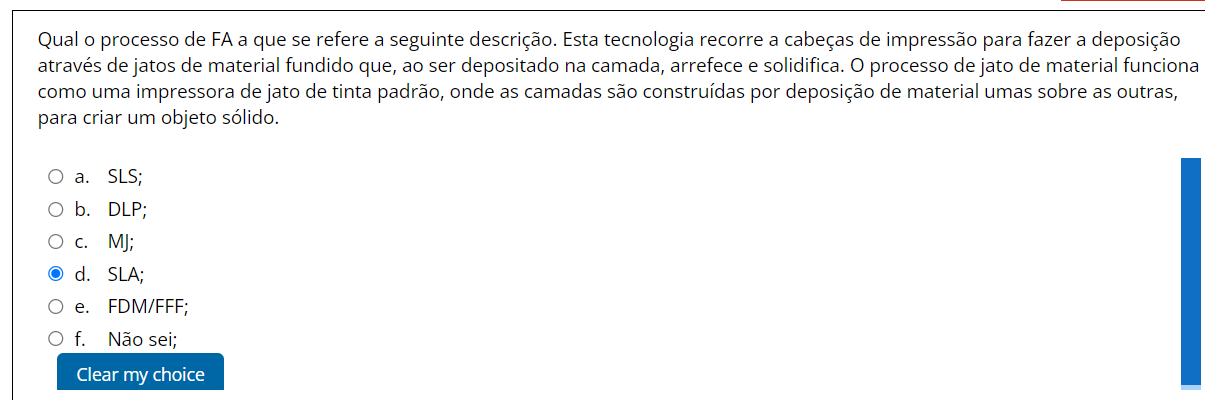 Qual o processo de FA a que se refere a seguinte descrição. Esta tecnologia recorre a cabeças de impressão para fazer a deposição
através de jatos de material fundido que, ao ser depositado na camada, arrefece e solidifica. O processo de jato de material funciona
como uma impressora de jato de tinta padrão, onde as camadas são construídas por deposição de material umas sobre as outras,
para criar um objeto sólido.
a. SLS;
b. DLP;
c. MJ;
d. SLA;
e. FDM/FFF;
f. Não sei;
Clear my choice